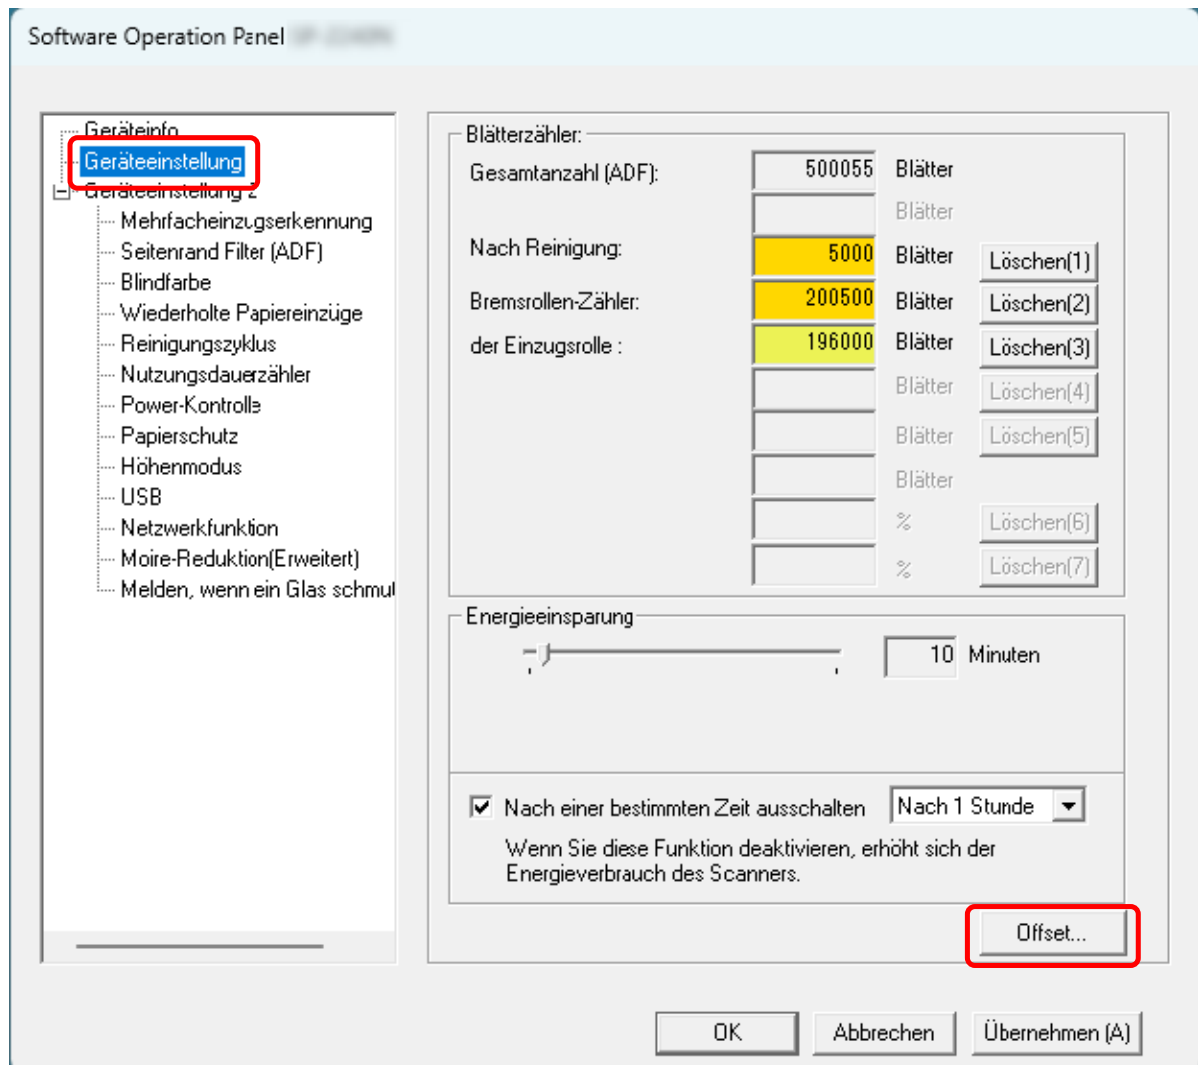 Software Operation Panel
Geräteinfo
Geräteeinstellung
Geräteeinstellung 2
Mehrfacheinzugserkennung
Seitenrand Filter (ADF)
Blindfarbe
Wiederholte Papiereinzüge
Reinigungszyklus
Nutzungsdauerzähler
Power-Kontrolle
Papierschutz
Höhenmodus
USB
Netzwerkfunktion
Moire-Reduktion(Erweitert)
Melden, wenn ein Glas schmut
Blätterzähler:
Gesamtanzahl (ADF): 500055 Blätter
Blätter
Nach Reinigung: 5000 Blätter Löschen(1)
Bremsrollen-Zähler: 200500 Blätter Löschen(2)
der Einzugsrolle : 196000 Blätter Löschen(3)
Blätter Löschen(4)
Blätter Löschen(5)
Blätter
% Löschen(6)
% Löschen(7)
Energieeinsparung
10 Minuten
Nach einer bestimmten Zeit ausschalten Nach 1 Stunde
Wenn Sie diese Funktion deaktivieren, erhöht sich der
Energieverbrauch des Scanners.
Offset...
OK Abbrechen Übernehmen (A)